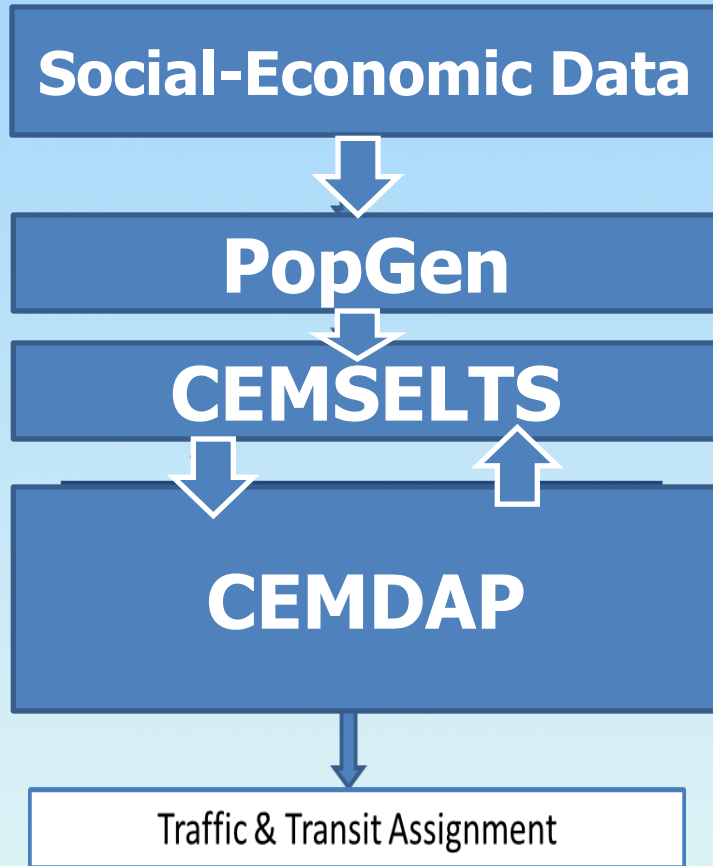 Social-Economic Data
PopGen
CEMSELTS
CEMDAP
Traffic & Transit Assignment